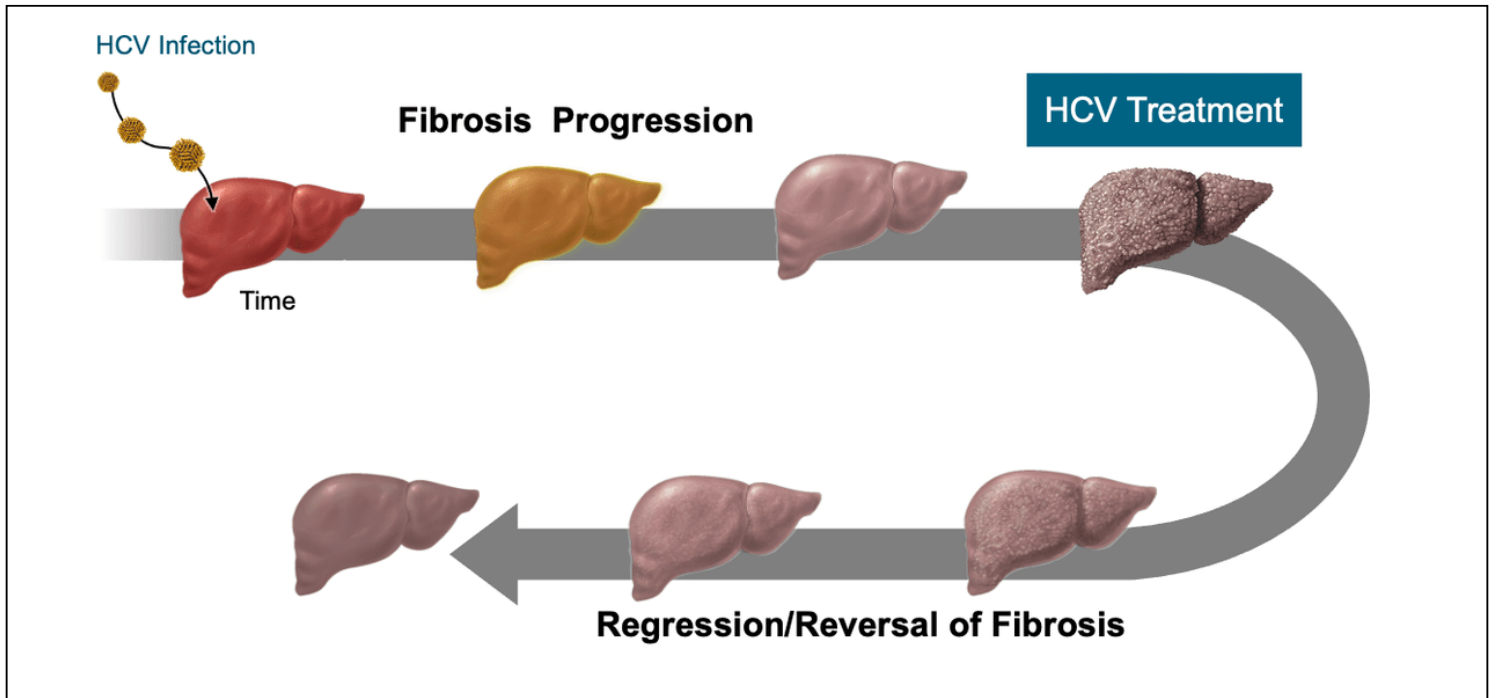 HCV Infection
Fibrosis Progression
HCV Treatment
Time
Regression/Reversal of Fibrosis